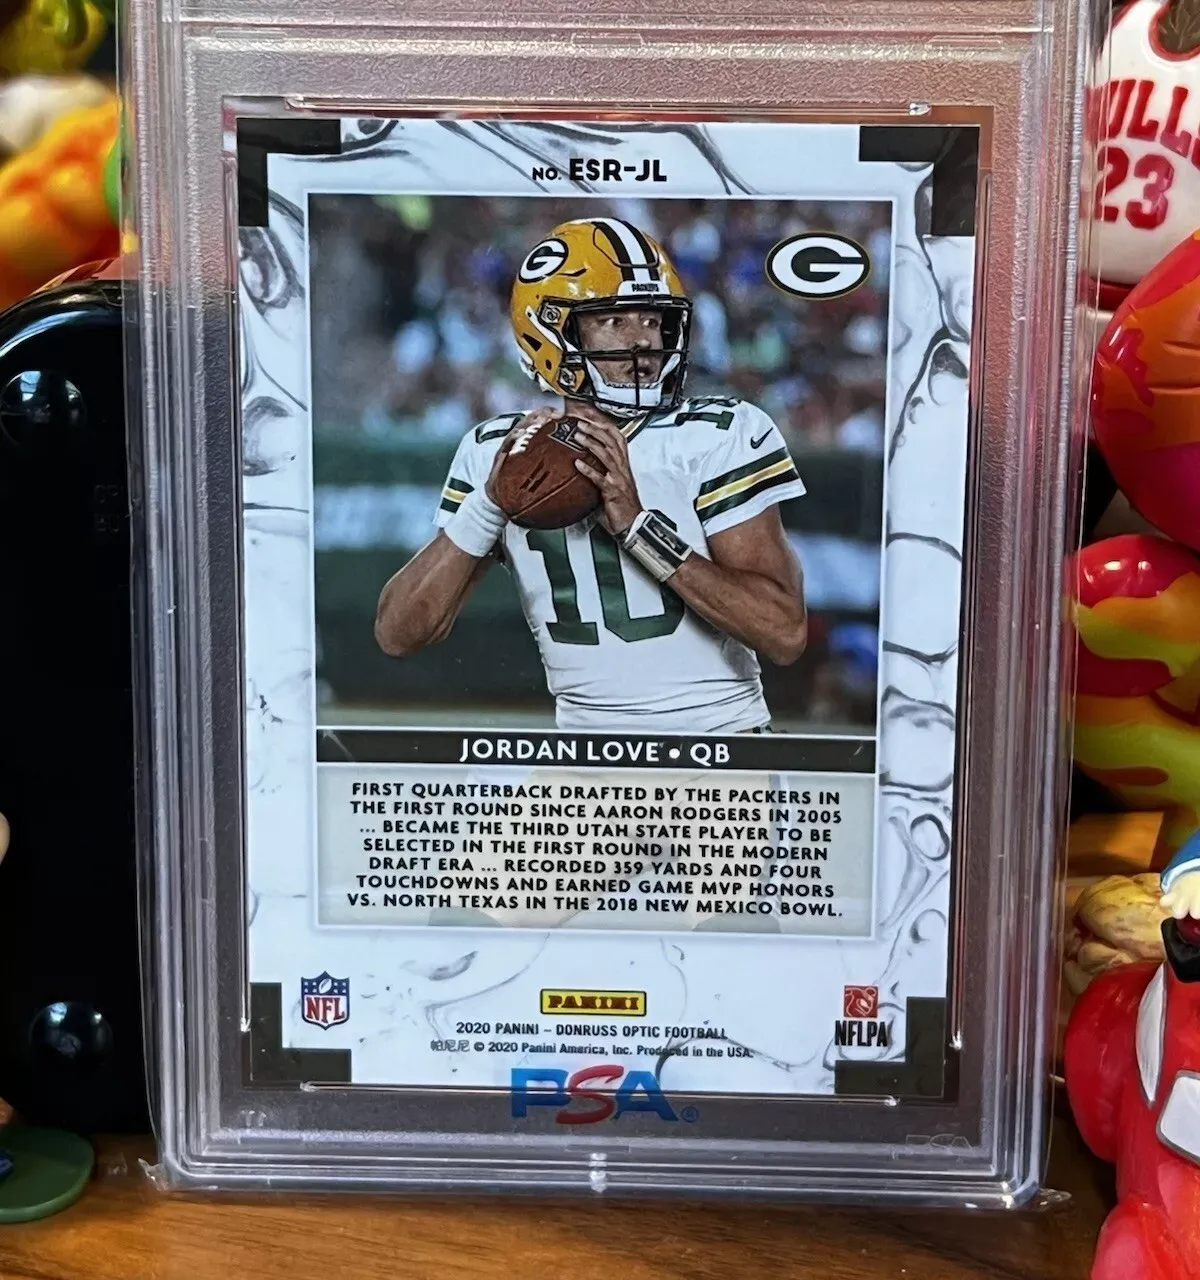 NO. ESR-JL
G
G
PACKERS
10
10
JORDAN LOVE • QB
FIRST QUARTERBACK DRAFTED BY THE PACKERS IN
THE FIRST ROUND SINCE AARON RODGERS IN 2005
... BECAME THE THIRD UTAH STATE PLAYER TO BE
SELECTED IN THE FIRST ROUND IN THE MODERN
DRAFT ERA ... RECORDED 359 YARDS AND FOUR
TOUCHDOWNS AND EARNED GAME MVP HONORS
VS. NORTH TEXAS IN THE 2018 NEW MEXICO BOWL.
NFL
PANINI
NFLPA
2020 PANINI – DONRUSS OPTIC FOOTBALL
帕尼尼 © 2020 Panini America, Inc. Produced in the USA.
PSA®
PSA
23